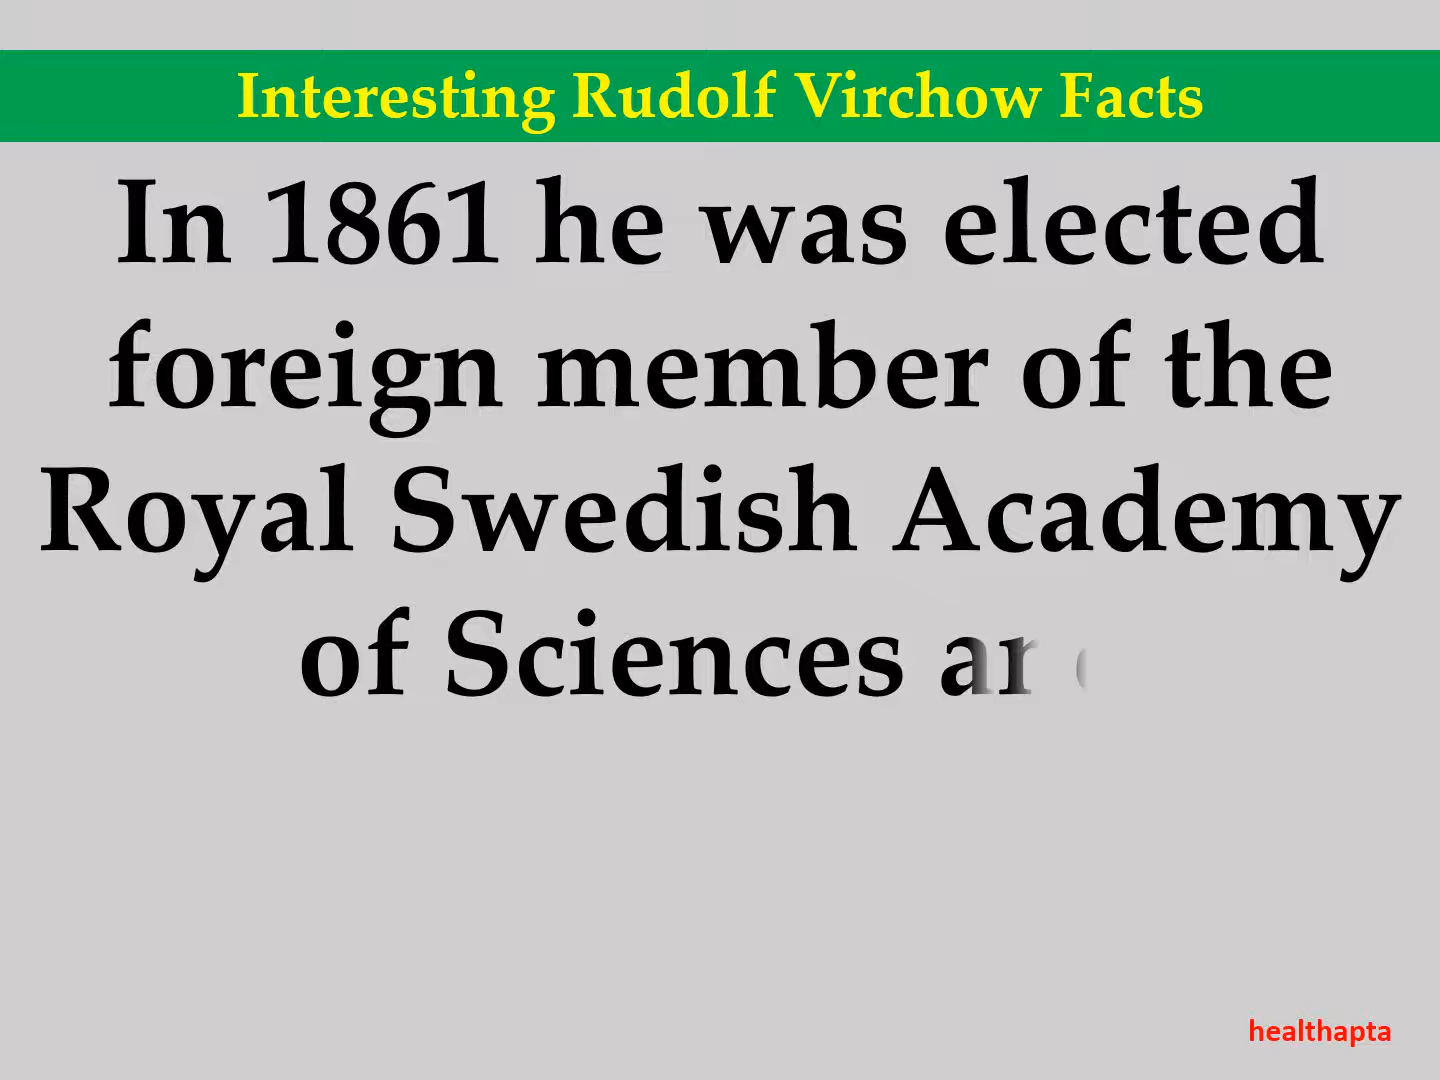 Interesting Rudolf Virchow Facts
In 1861 he was elected
foreign member of the
Royal Swedish Academy
of Sciences
healthapta